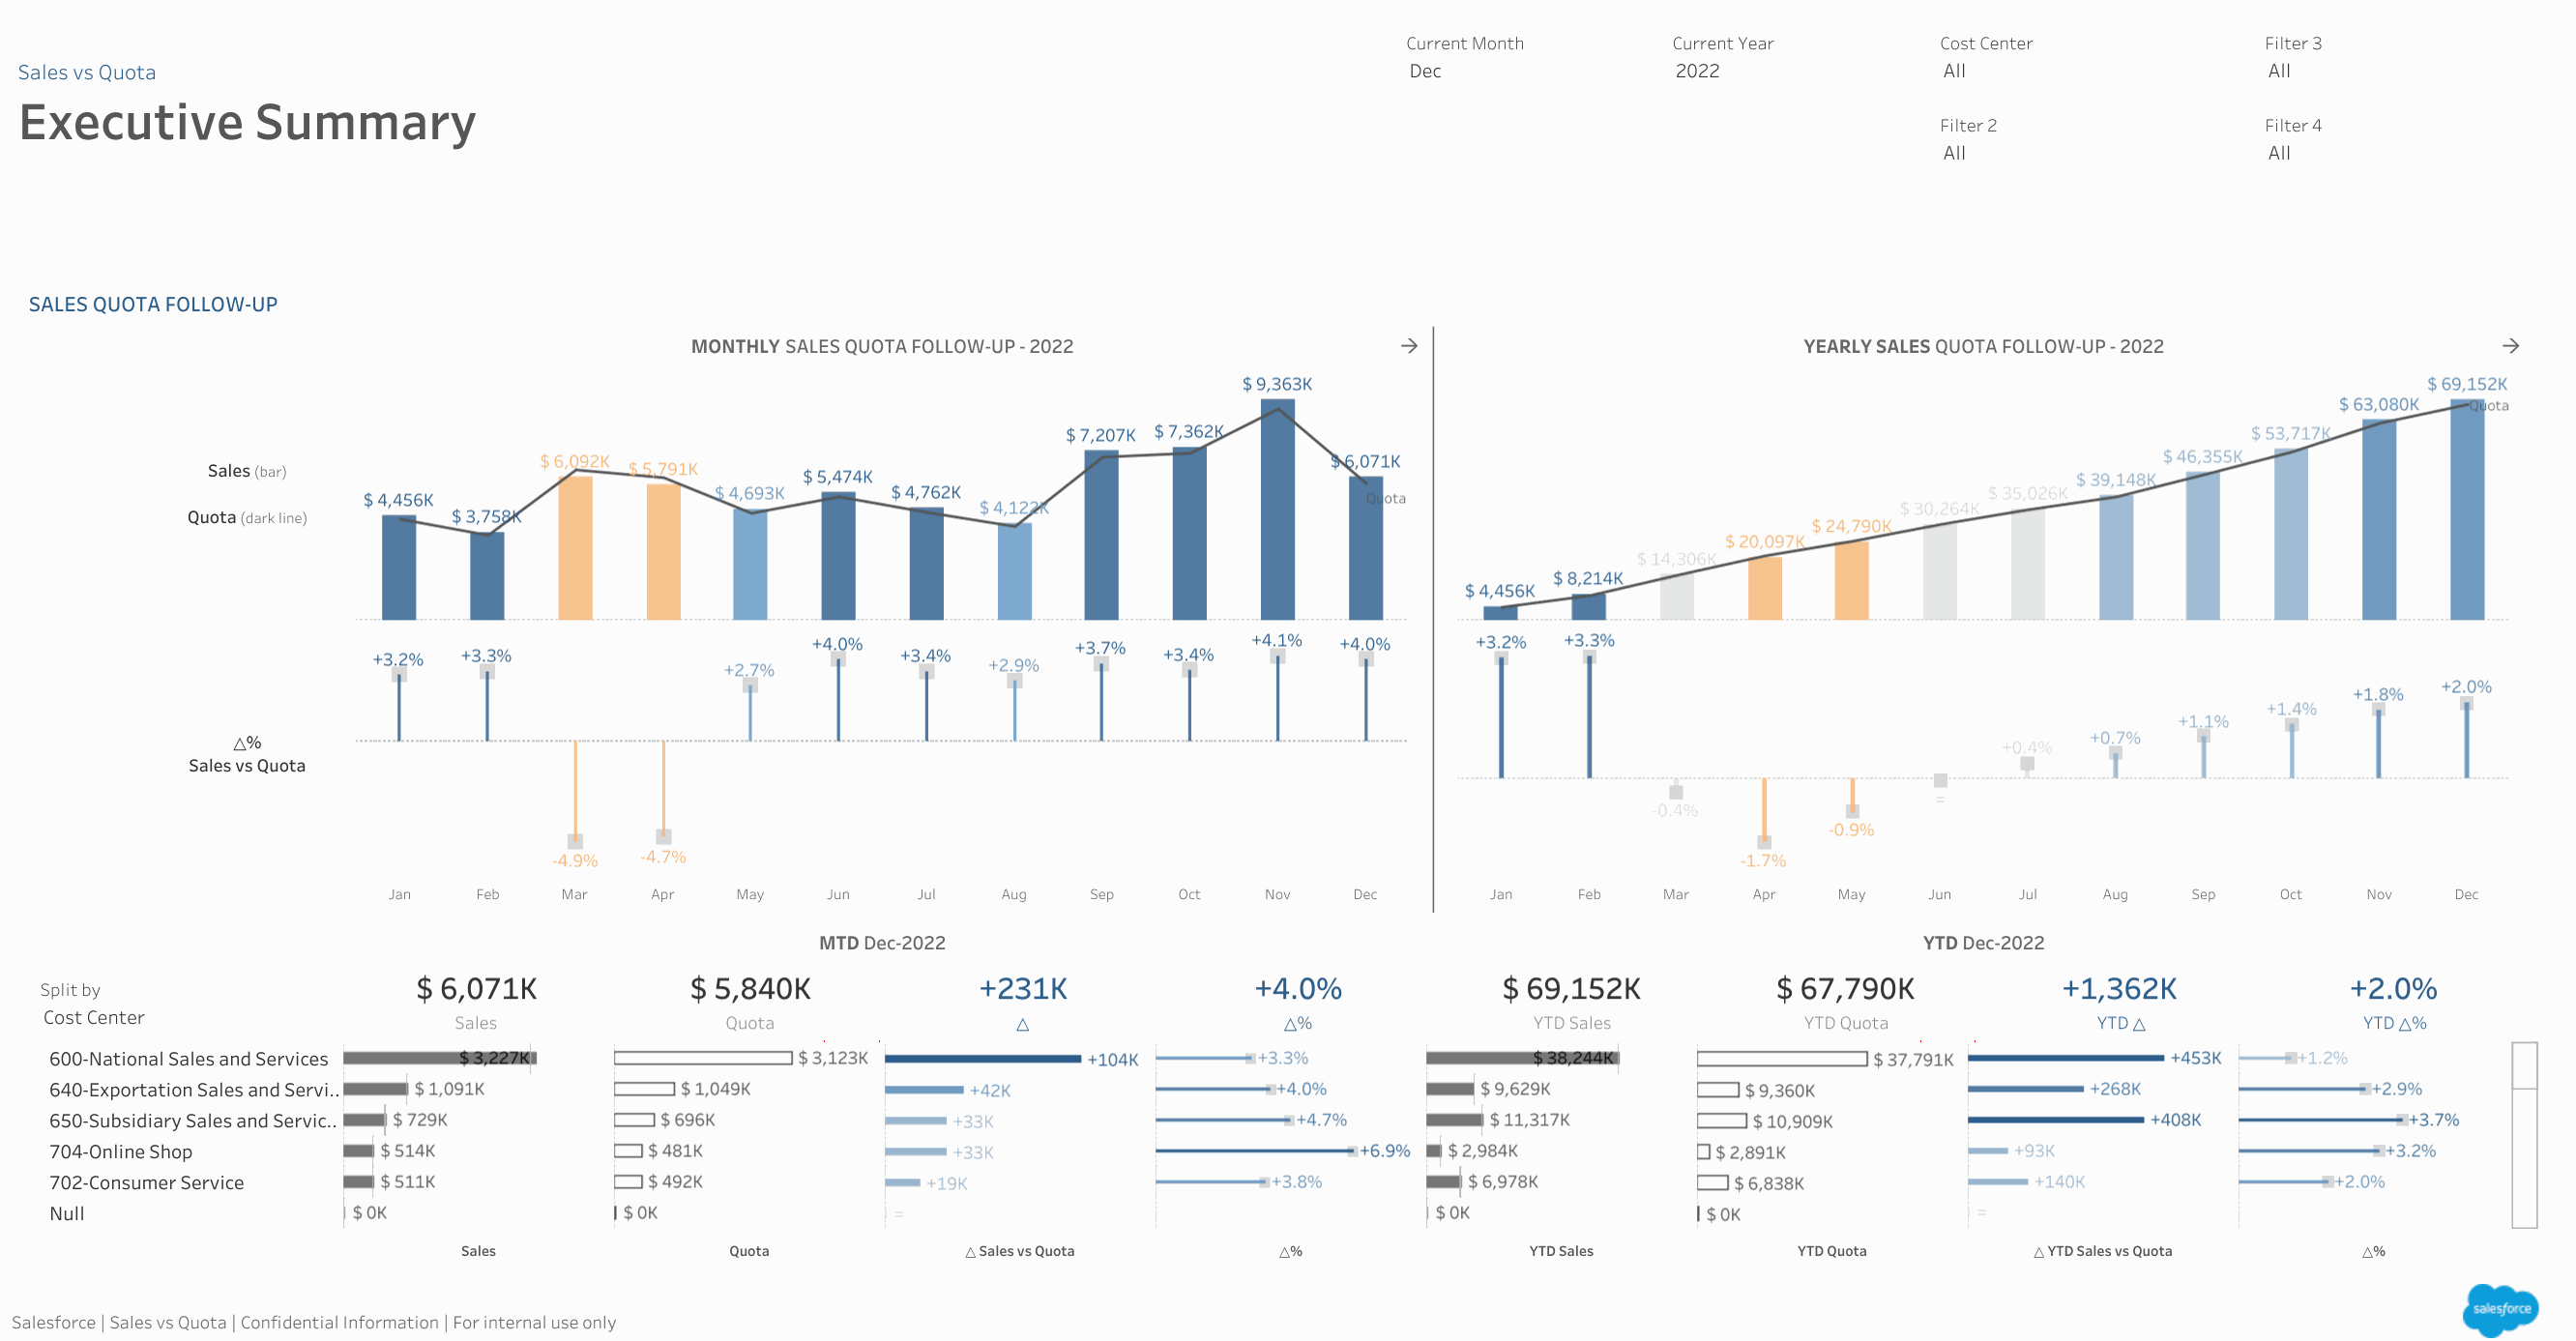 Current Month
Current Year
Cost Center
Filter 3
Sales vs Quota
Dec
2022
All
All
Executive Summary
Filter 2
Filter 4
All
All
SALES QUOTA FOLLOW-UP
MONTHLY SALES QUOTA FOLLOW-UP - 2022
→
Sales (bar)
Quota (dark line)
$ 4,456K
$ 3,758K
$ 6,092K
$ 5,791K
$ 4,693K
$ 5,474K
$ 4,762K
$ 4,122K
$ 7,207K
$ 7,362K
$ 9,363K
$ 6,071K
Quota
△%
Sales vs Quota
+3.2%
+3.3%
-4.9%
-4.7%
+2.7%
+4.0%
+3.4%
+2.9%
+3.7%
+3.4%
+4.1%
+4.0%
Jan Feb Mar Apr May Jun Jul Aug Sep Oct Nov Dec
YEARLY SALES QUOTA FOLLOW-UP - 2022
→
$ 4,456K
$ 8,214K
$ 14,306K
$ 20,097K
$ 24,790K
$ 30,264K
$ 35,026K
$ 39,148K
$ 46,355K
$ 53,717K
$ 63,080K
$ 69,152K
Quota
+3.2%
+3.3%
-0.4%
-1.7%
-0.9%
=
+0.4%
+0.7%
+1.1%
+1.4%
+1.8%
+2.0%
Jan Feb Mar Apr May Jun Jul Aug Sep Oct Nov Dec
MTD Dec-2022
YTD Dec-2022
Split by
Cost Center
$ 6,071K $ 5,840K +231K +4.0% $ 69,152K $ 67,790K +1,362K +2.0%
Sales Quota △ △% YTD Sales YTD Quota YTD △ YTD △%
600-National Sales and Services $ 3,227K $ 3,123K +104K +3.3% $ 38,244K $ 37,791K +453K +1.2%
640-Exportation Sales and Servi.. $ 1,091K $ 1,049K +42K +4.0% $ 9,629K $ 9,360K +268K +2.9%
650-Subsidiary Sales and Servic.. $ 729K $ 696K +33K +4.7% $ 11,317K $ 10,909K +408K +3.7%
704-Online Shop $ 514K $ 481K +33K +6.9% $ 2,984K $ 2,891K +93K +3.2%
702-Consumer Service $ 511K $ 492K +19K +3.8% $ 6,978K $ 6,838K +140K +2.0%
Null $ 0K $ 0K = $ 0K $ 0K =
Sales Quota △ Sales vs Quota △% YTD Sales YTD Quota △ YTD Sales vs Quota △%
Salesforce | Sales vs Quota | Confidential Information | For internal use only
salesforce